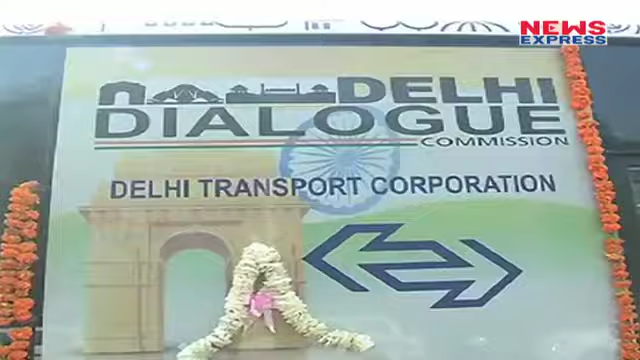 NEWS
EXPRESS
DELHI
DIALOGUE
COMMISSION
DELHI TRANSPORT CORPORATION